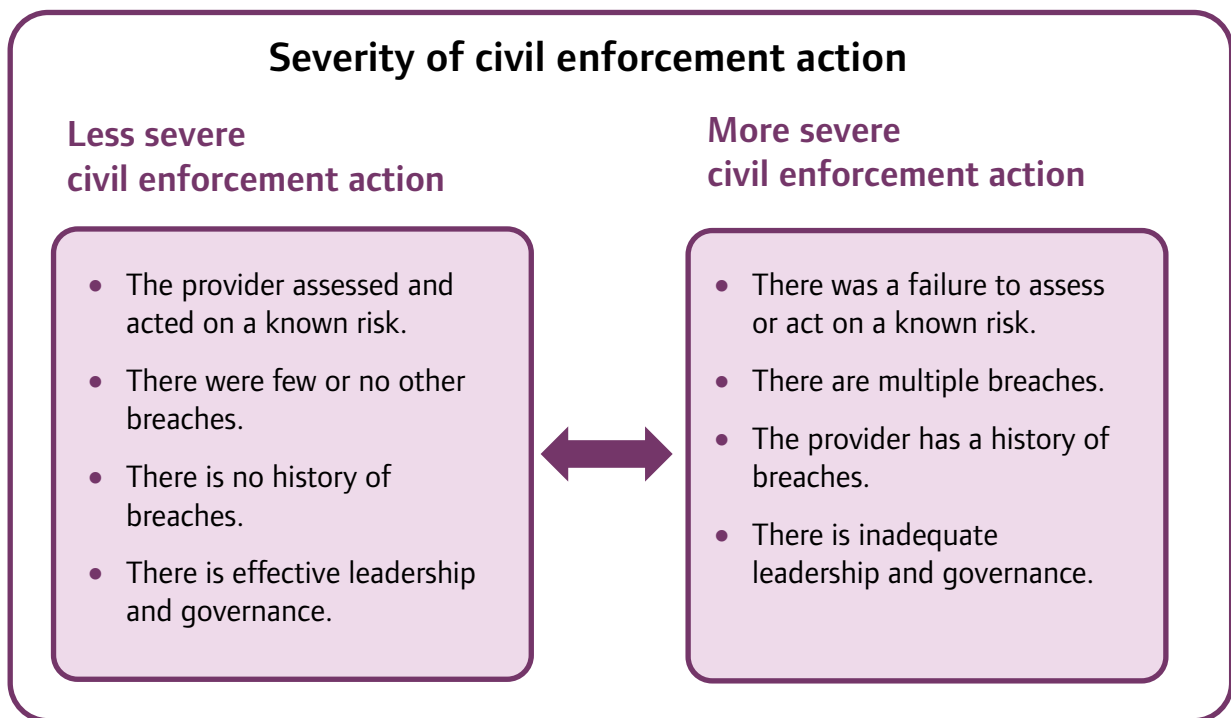 Severity of civil enforcement action
Less severe
civil enforcement action
• The provider assessed and
acted on a known risk.
• There were few or no other
breaches.
• There is no history of
breaches.
• There is effective leadership
and governance.
More severe
civil enforcement action
• There was a failure to assess
or act on a known risk.
• There are multiple breaches.
• The provider has a history of
breaches.
• There is inadequate
leadership and governance.